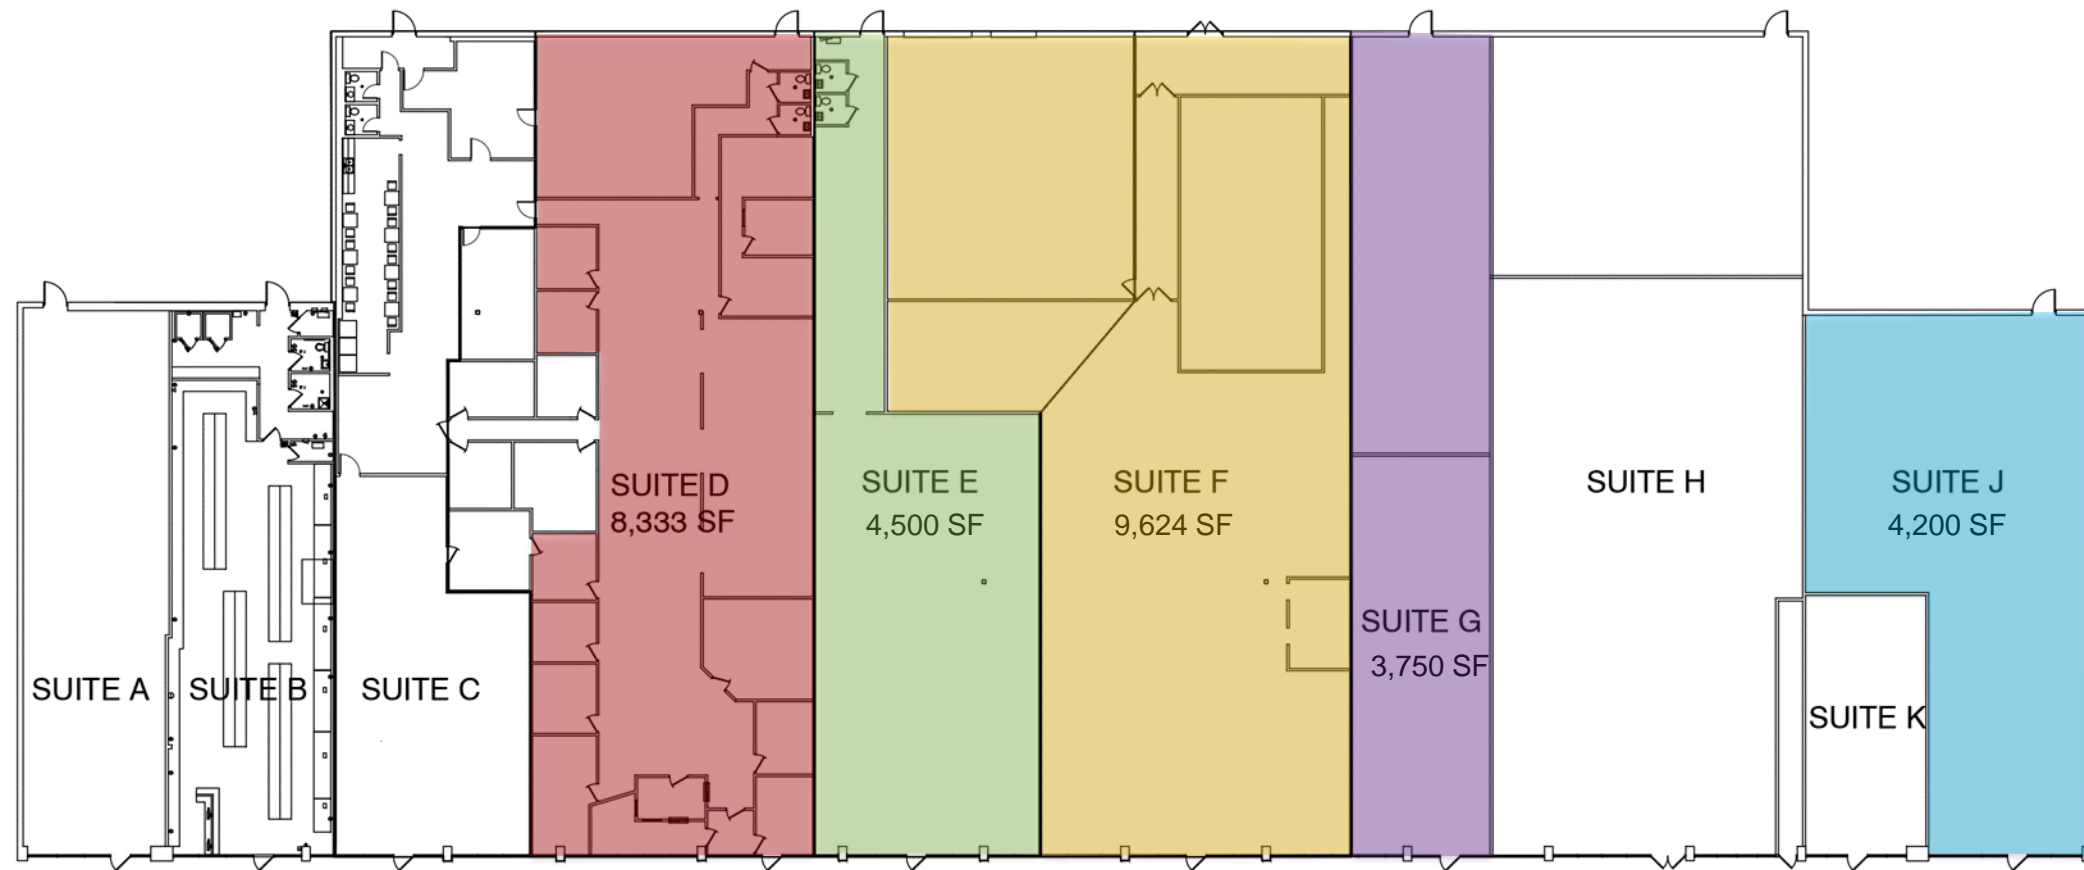 SUITE A
SUITE B
SUITE C
SUITE D
8,333 SF
SUITE E
4,500 SF
SUITE F
9,624 SF
SUITE G
3,750 SF
SUITE H
SUITE J
4,200 SF
SUITE K